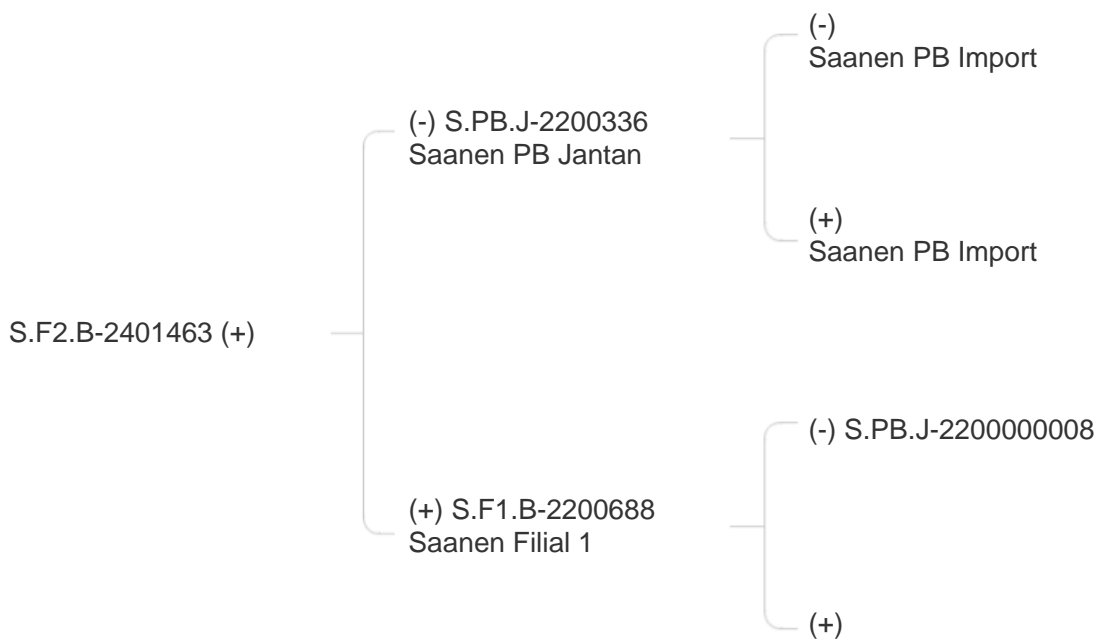 (-)
Saanen PB Import
(-) S.PB.J-2200336
Saanen PB Jantan
(+)
Saanen PB Import
S.F2.B-2401463 (+)
(-) S.PB.J-2200000008
(+) S.F1.B-2200688
Saanen Filial 1
(+)